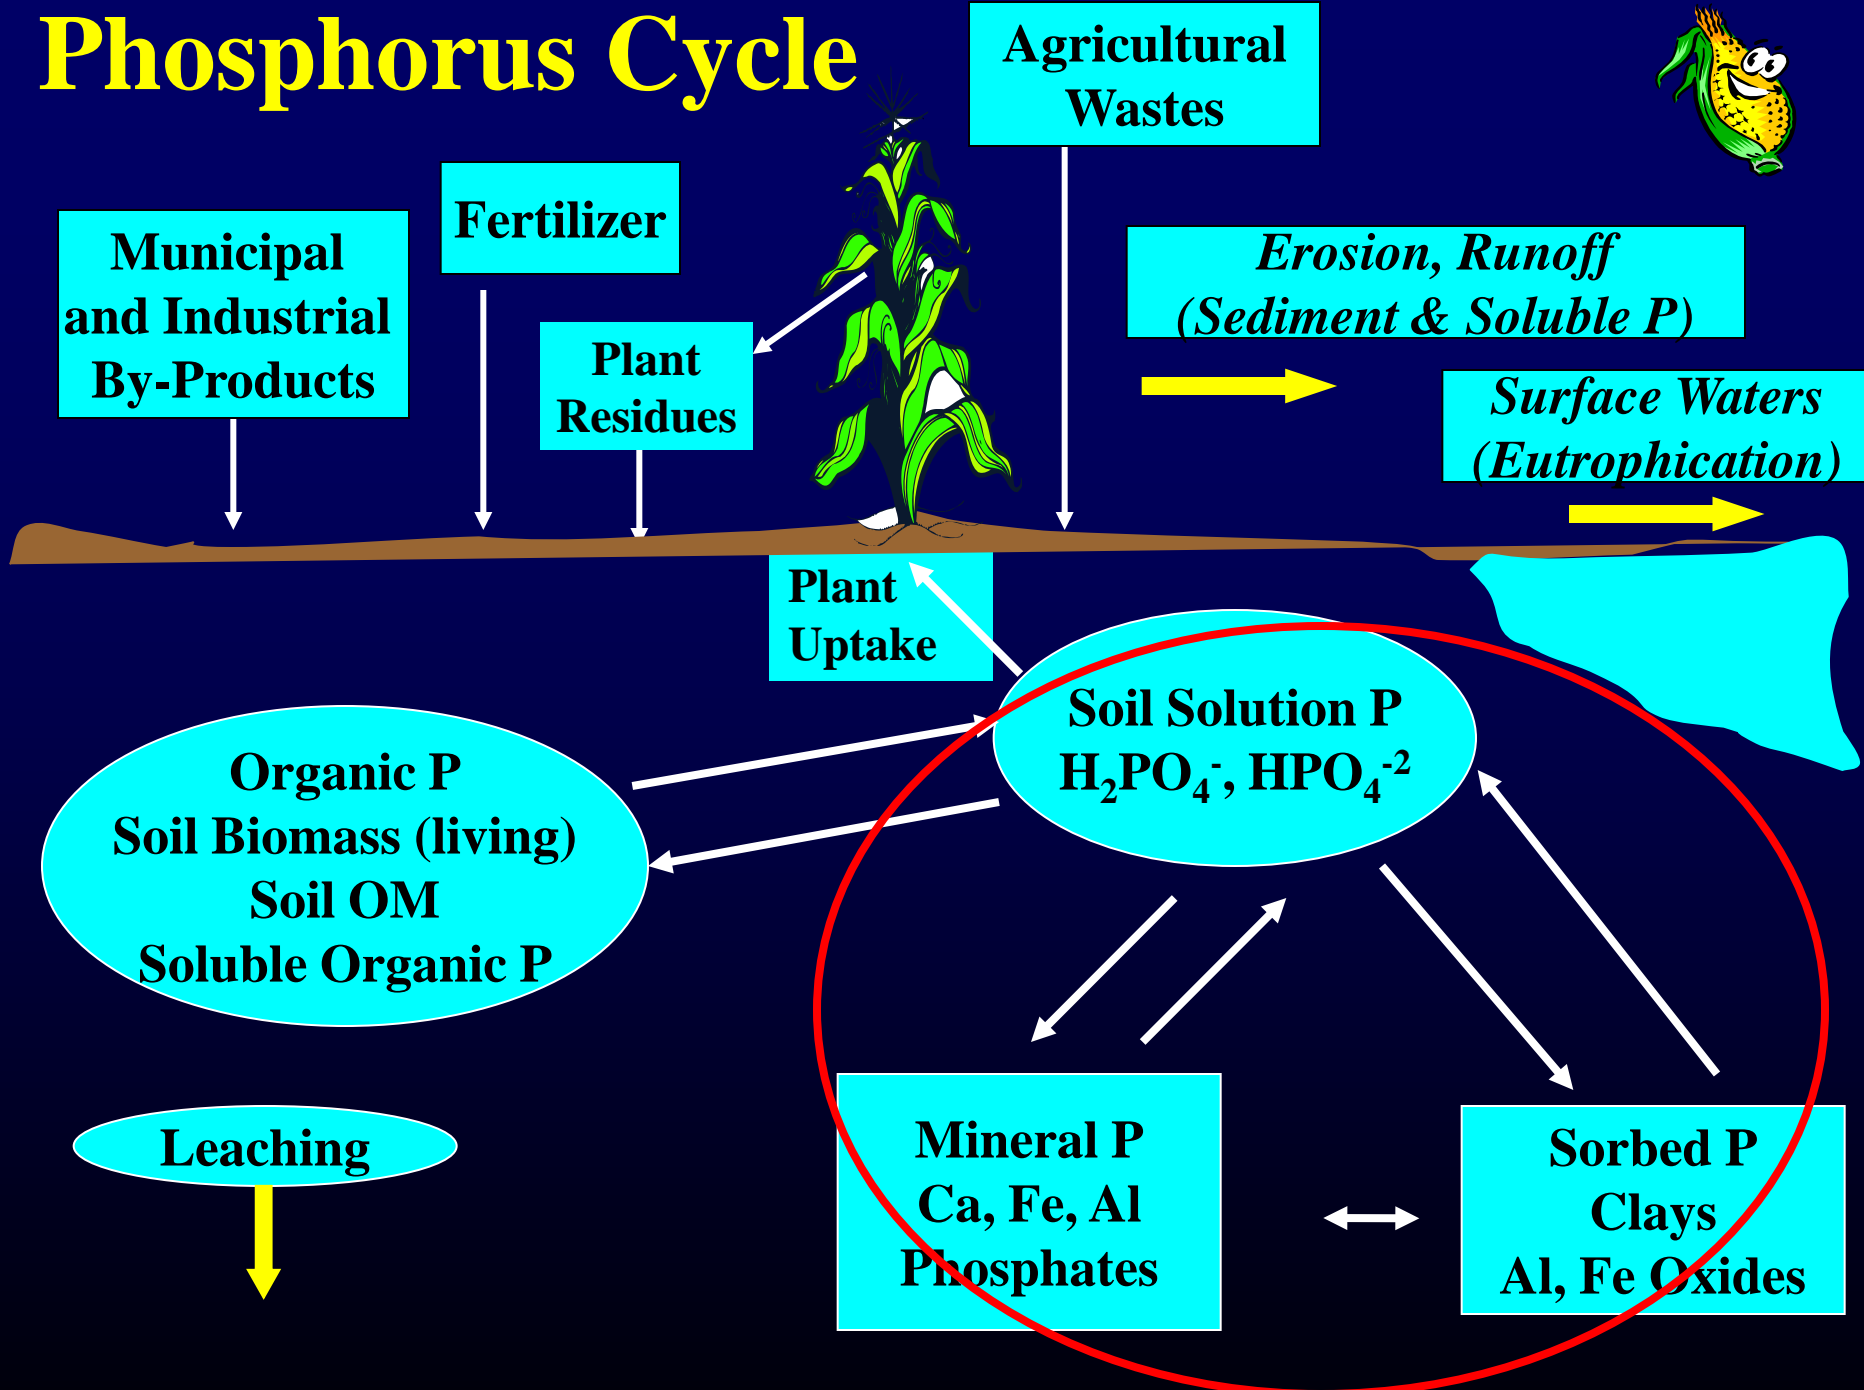 Phosphorus Cycle
Agricultural
Wastes
Fertilizer
Municipal
and Industrial
By-Products
Erosion, Runoff
(Sediment & Soluble P)
Plant
Residues
Surface Waters
(Eutrophication)
Plant
Uptake
Soil Solution P
H₂PO₄⁻, HPO₄⁻²
Organic P
Soil Biomass (living)
Soil OM
Soluble Organic P
Leaching
Mineral P
Ca, Fe, Al
Phosphates
Sorbed P
Clays
Al, Fe Oxides